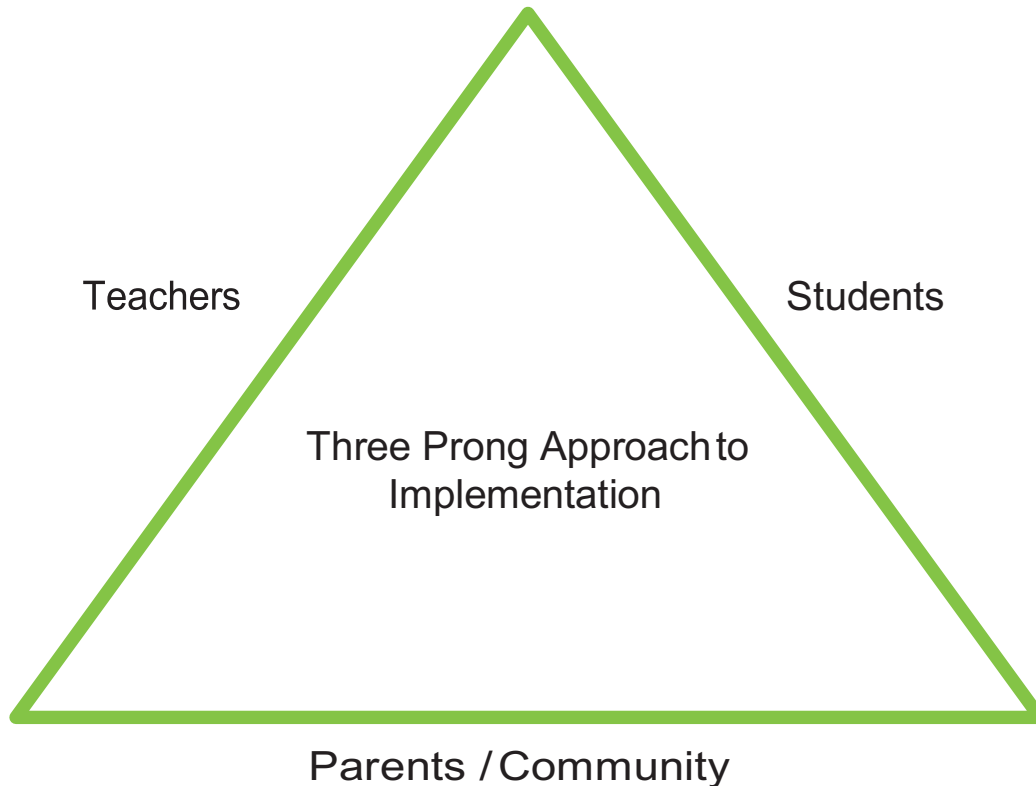 Teachers
Students
Three Prong Approach to
Implementation
Parents / Community